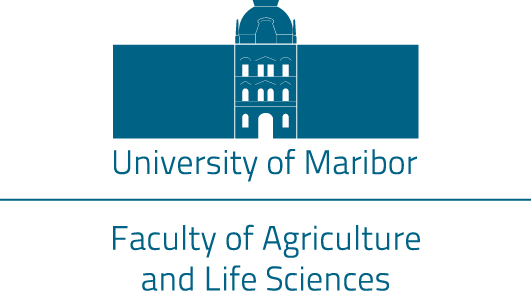 University of Maribor
Faculty of Agriculture
and Life Sciences